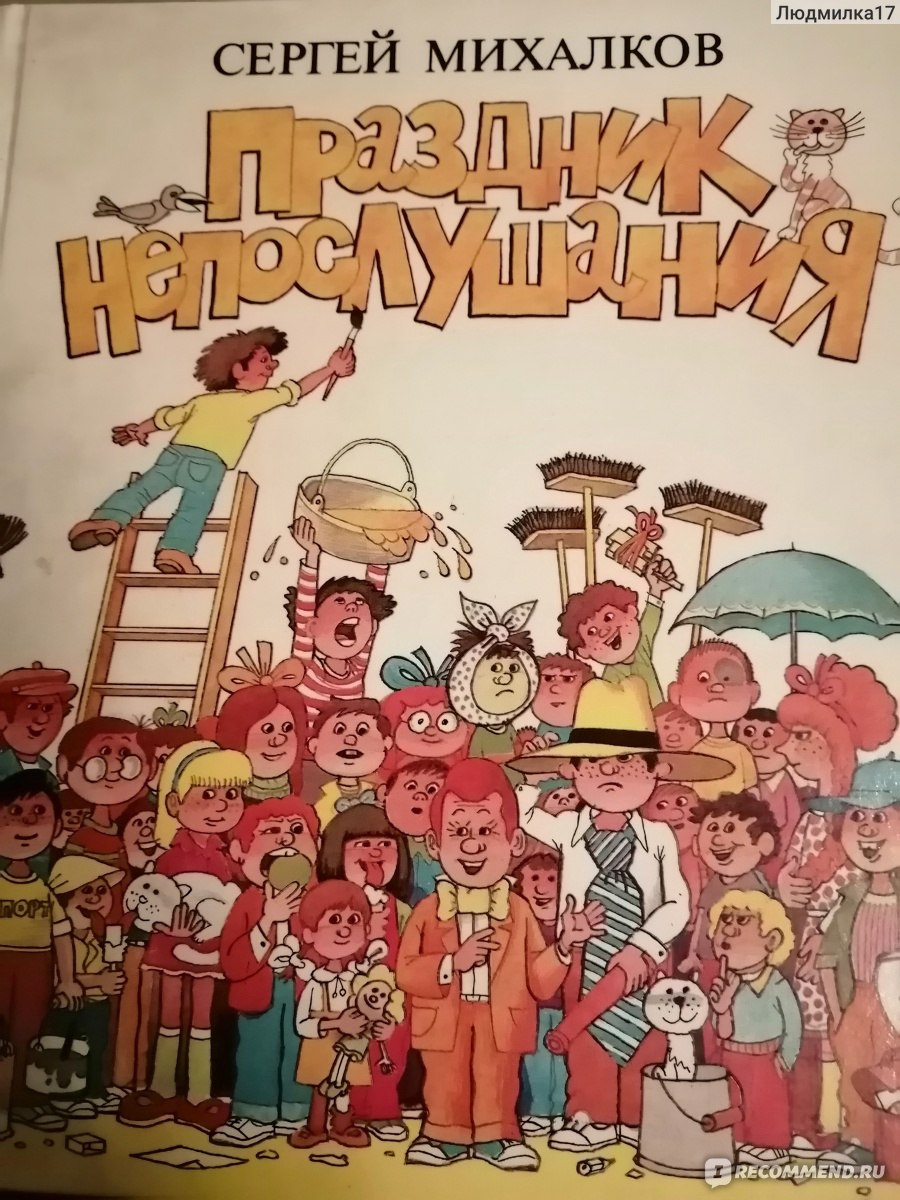 Людмилка17
СЕРГЕЙ МИХАЛКОВ
ПРАЗДНИК
НЕПОСЛУШАНИЯ
ПОРТ
RECOMMEND.RU